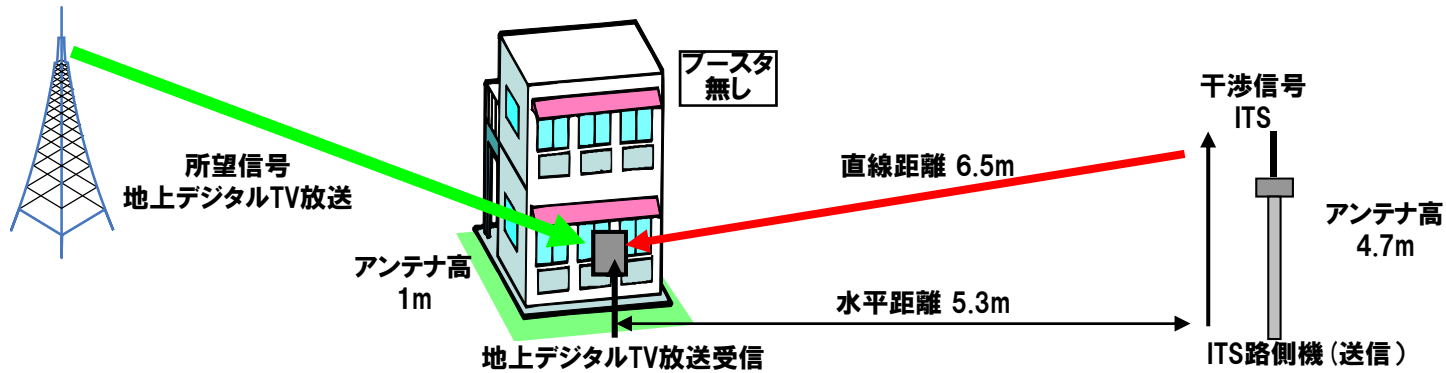 ブースタ
無し
干渉信号
ITS
所望信号
地上デジタルTV放送
直線距離 6.5m
アンテナ高
4.7m
アンテナ高
1m
水平距離 5.3m
地上デジタルTV放送受信
ITS路側機(送信)